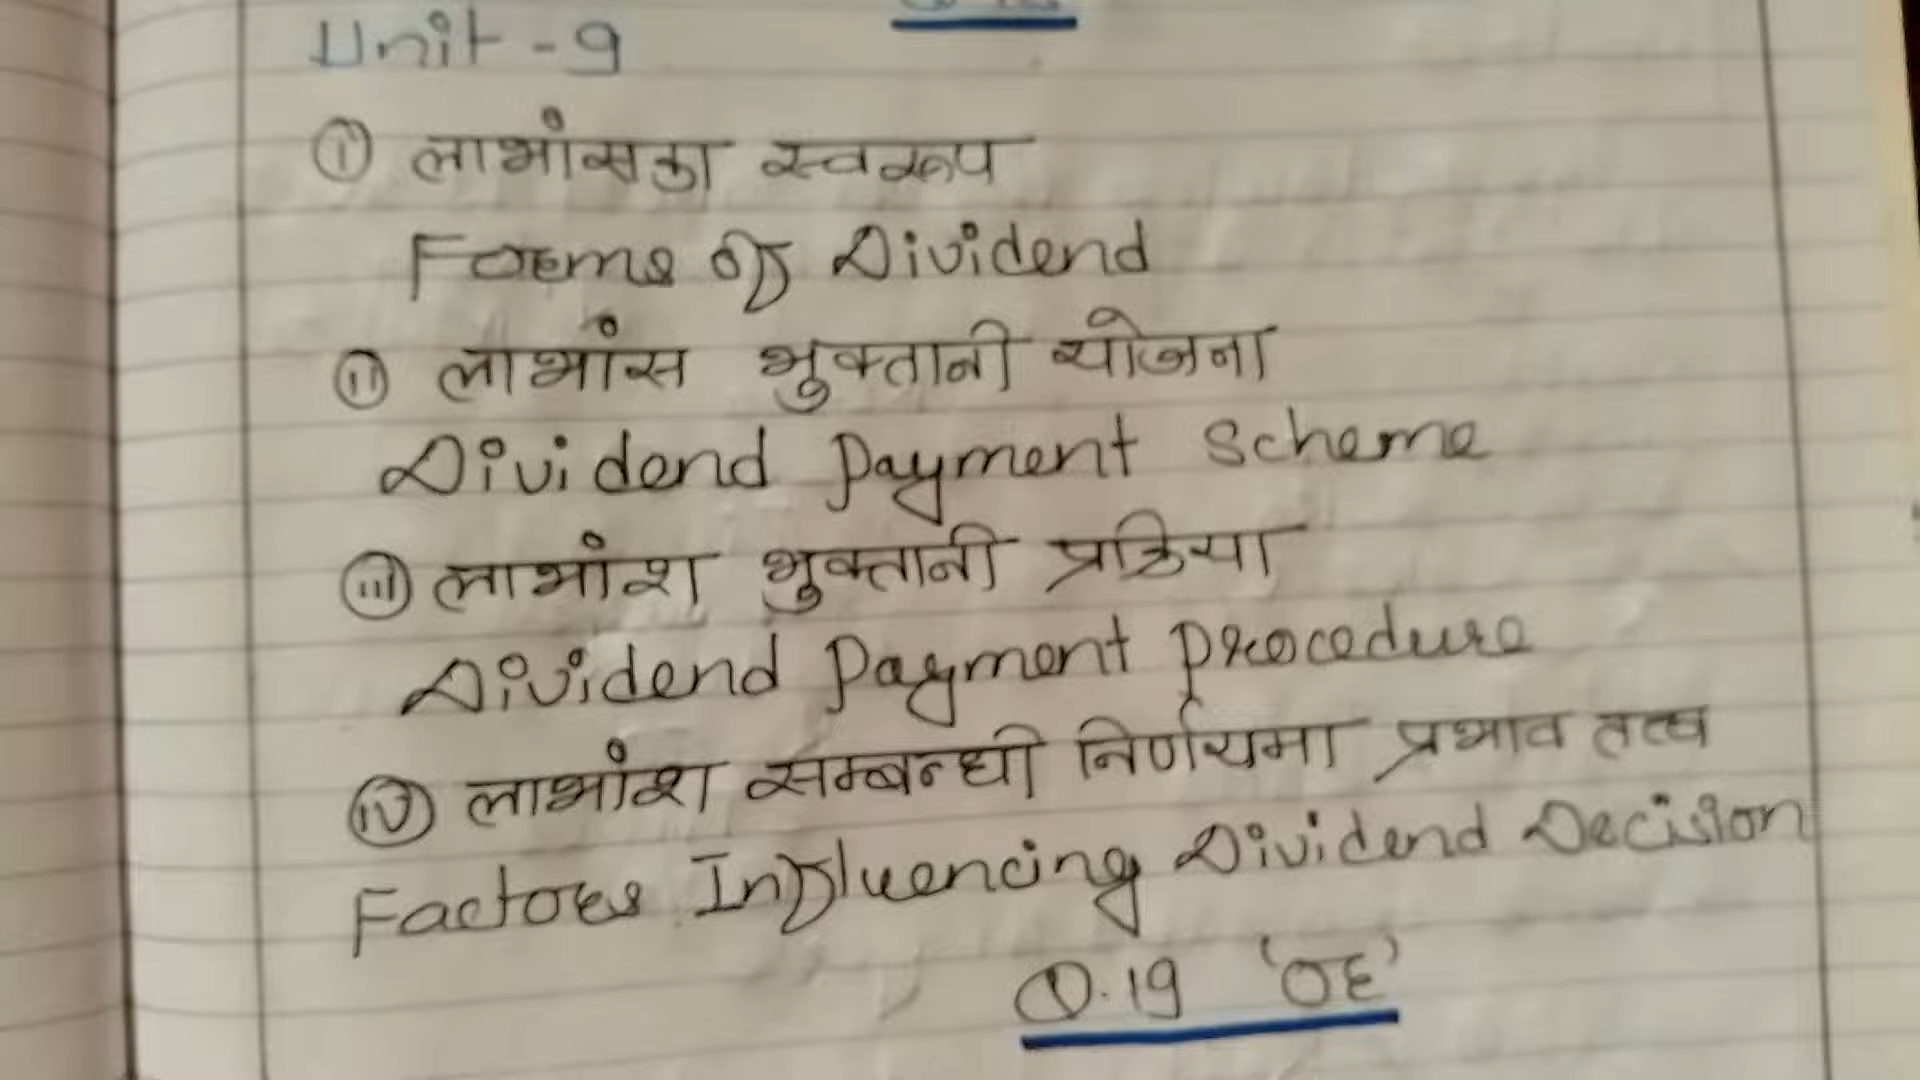 Unit - 9
(i) लाभांसका स्वरूप
Forms of Dividend
(ii) लाभांस भुक्तानी योजना
Dividend Payment Scheme
(iii) लाभांश भुक्तानी प्रक्रिया
Dividend Payment Procedure
(iv) लाभांश सम्बन्धी निर्णयमा प्रभाव तत्व
Factors Influencing Dividend Decision
Q.19 'OR'